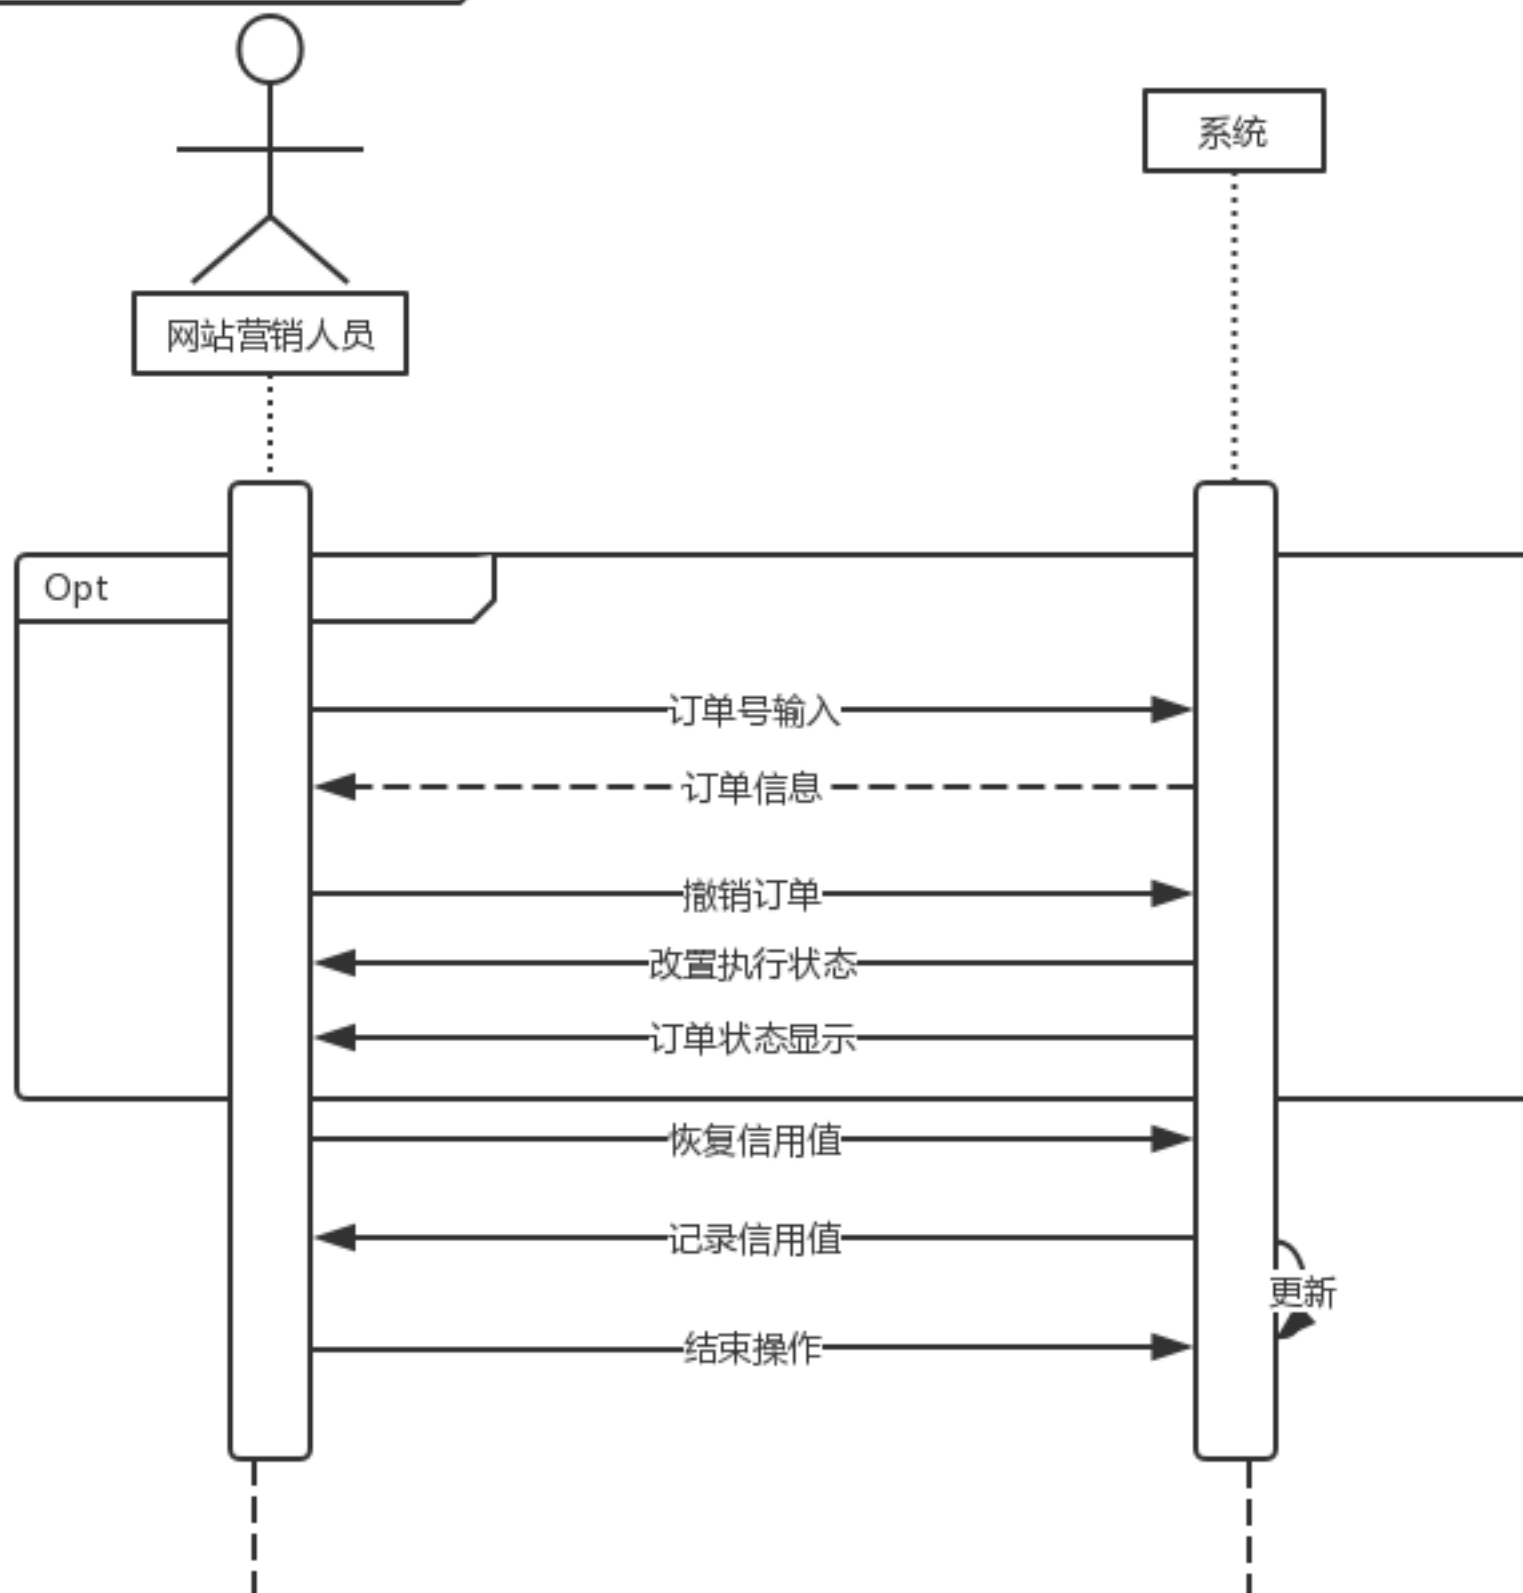 系统
网站营销人员
Opt
订单号输入
订单信息
撤销订单
改置执行状态
订单状态显示
恢复信用值
记录信用值
更新
结束操作